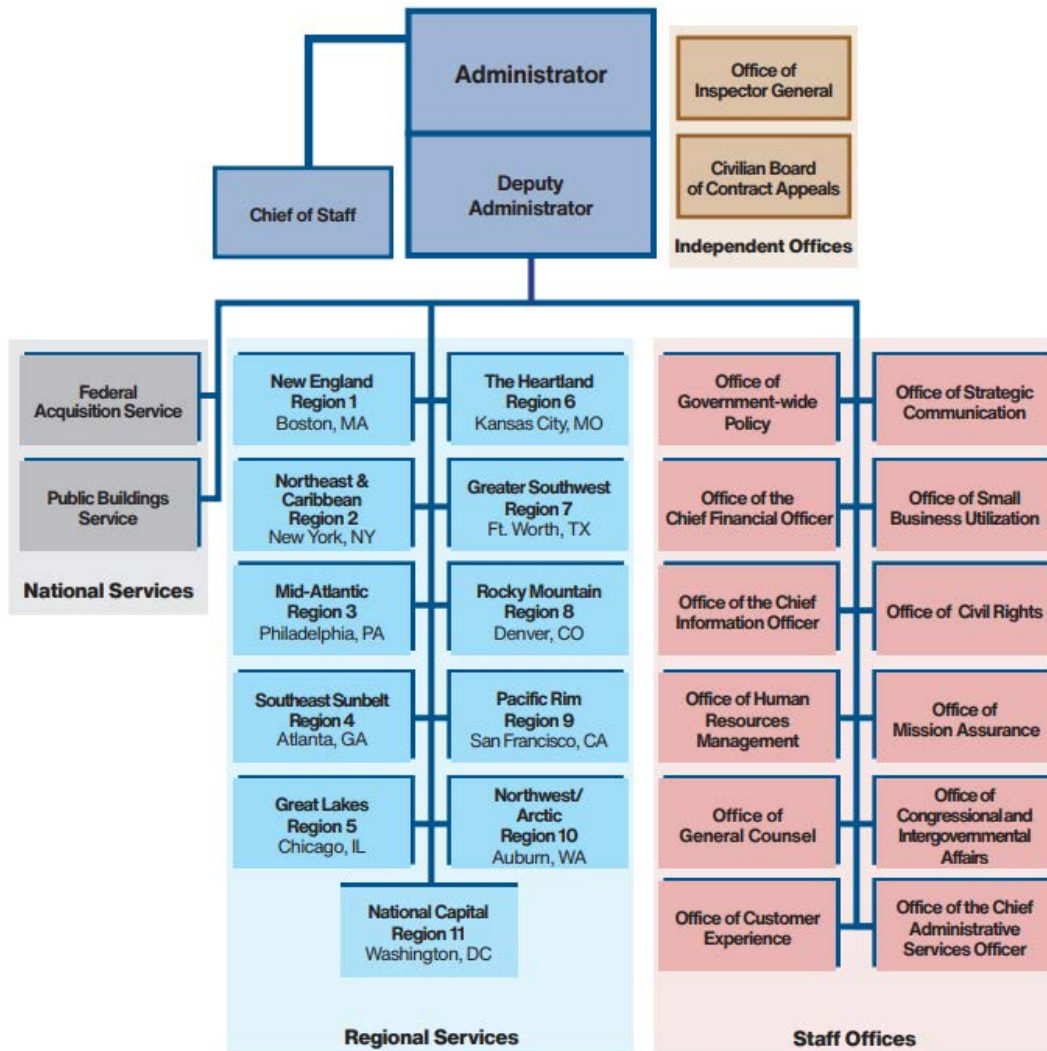 Administrator
Deputy
Administrator
Chief of Staff
Office of
Inspector General
Civilian Board
of Contract Appeals
Independent Offices
Federal
Acquisition Service
Public Buildings
Service
National Services
New England
Region 1
Boston, MA
The Heartland
Region 6
Kansas City, MO
Northeast &
Caribbean
Region 2
New York, NY
Greater Southwest
Region 7
Ft. Worth, TX
Mid-Atlantic
Region 3
Philadelphia, PA
Rocky Mountain
Region 8
Denver, CO
Southeast Sunbelt
Region 4
Atlanta, GA
Pacific Rim
Region 9
San Francisco, CA
Great Lakes
Region 5
Chicago, IL
Northwest/
Arctic
Region 10
Auburn, WA
National Capital
Region 11
Washington, DC
Regional Services
Office of
Government-wide
Policy
Office of Strategic
Communication
Office of the
Chief Financial Officer
Office of Small
Business Utilization
Office of the Chief
Information Officer
Office of Civil Rights
Office of Human
Resources
Management
Office of
Mission Assurance
Office of
General Counsel
Office of
Congressional and
Intergovernmental
Affairs
Office of Customer
Experience
Office of the Chief
Administrative
Services Officer
Staff Offices